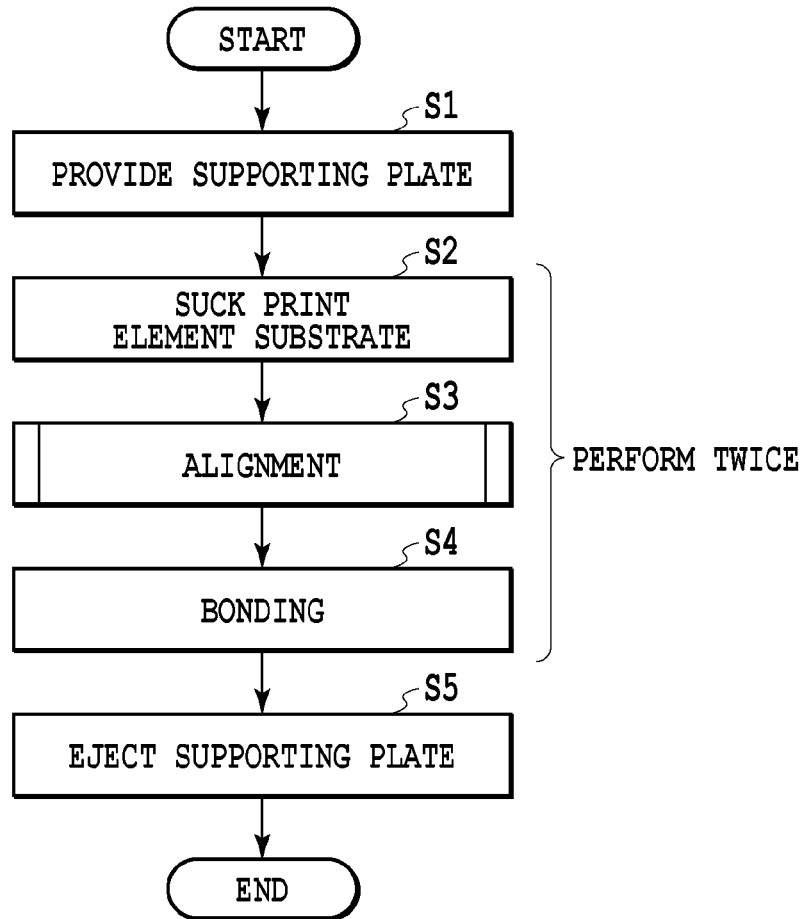 START
S1
PROVIDE SUPPORTING PLATE
S2
SUCK PRINT
ELEMENT SUBSTRATE
S3
ALIGNMENT
PERFORM TWICE
S4
BONDING
S5
EJECT SUPPORTING PLATE
END